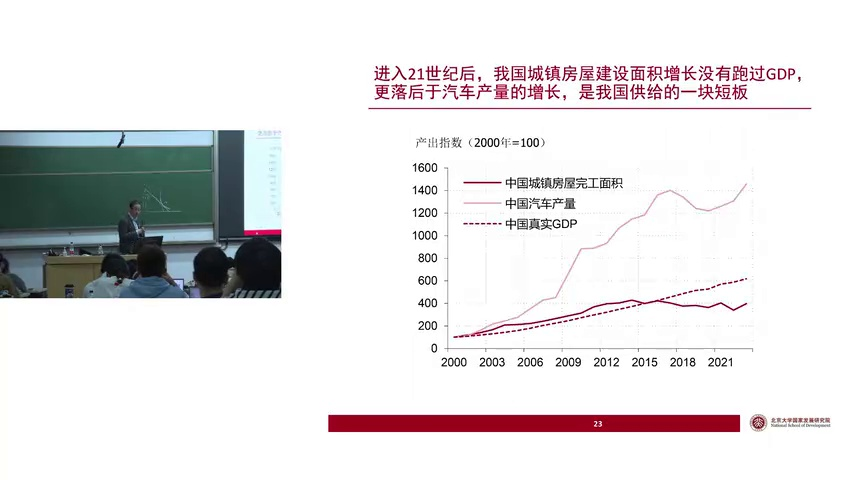 进入21世纪后，我国城镇房屋建设面积增长没有跑过GDP，
更落后于汽车产量的增长，是我国供给的一块短板
产出指数（2000年=100）
1600
1400
1200
1000
800
600
400
200
0
中国城镇房屋完工面积
中国汽车产量
中国真实GDP
2000 2003 2006 2009 2012 2015 2018 2021
23
北京大学国家发展研究院
National School of Development